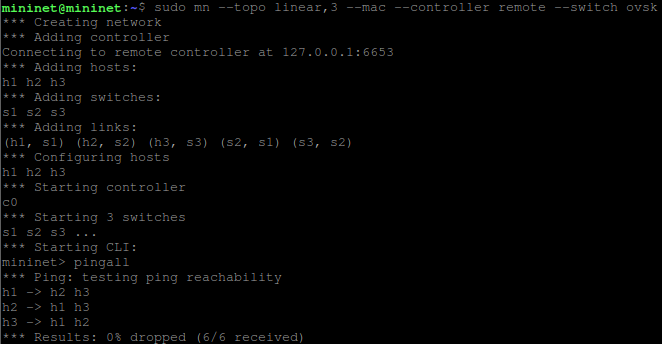 mininet@mininet:~$ sudo mn --topo linear,3 --mac --controller remote --switch ovsk
*** Creating network
*** Adding controller
Connecting to remote controller at 127.0.0.1:6653
*** Adding hosts:
h1 h2 h3
*** Adding switches:
s1 s2 s3
*** Adding links:
(h1, s1) (h2, s2) (h3, s3) (s2, s1) (s3, s2)
*** Configuring hosts
h1 h2 h3
*** Starting controller
c0
*** Starting 3 switches
s1 s2 s3 ...
*** Starting CLI:
mininet> pingall
*** Ping: testing ping reachability
h1 -> h2 h3
h2 -> h1 h3
h3 -> h1 h2
*** Results: 0% dropped (6/6 received)